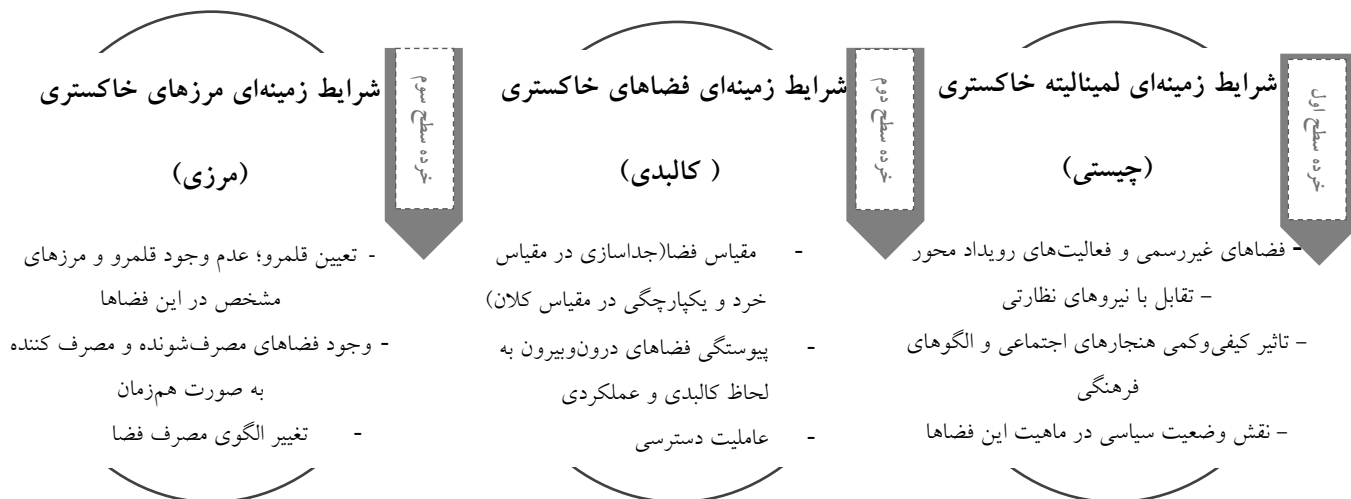 خرده سطح اول
شرایط زمینه‌ای لمینالیته خاکستری
(چیستی)
- فضاهای غیررسمی و فعالیت‌های رویداد محور
- تقابل با نیروهای نظارتی
- تاثیر کیفی‌وکمی هنجارهای اجتماعی و الگوهای
فرهنگی
- نقش وضعیت سیاسی در ماهیت این فضاها
خرده سطح دوم
شرایط زمینه‌ای فضاهای خاکستری
( کالبدی)
- مقیاس فضا(جداسازی در مقیاس
خرد و یکپارچگی در مقیاس کلان)
- پیوستگی فضاهای درون‌وبیرون به
لحاظ کالبدی و عملکردی
- عاملیت دسترسی
خرده سطح سوم
شرایط زمینه‌ای مرزهای خاکستری
(مرزی)
- تعیین قلمرو؛ عدم وجود قلمرو و مرزهای
مشخص در این فضاها
- وجود فضاهای مصرف‌شونده و مصرف کننده
به صورت هم‌زمان
- تغییر الگوی مصرف فضا